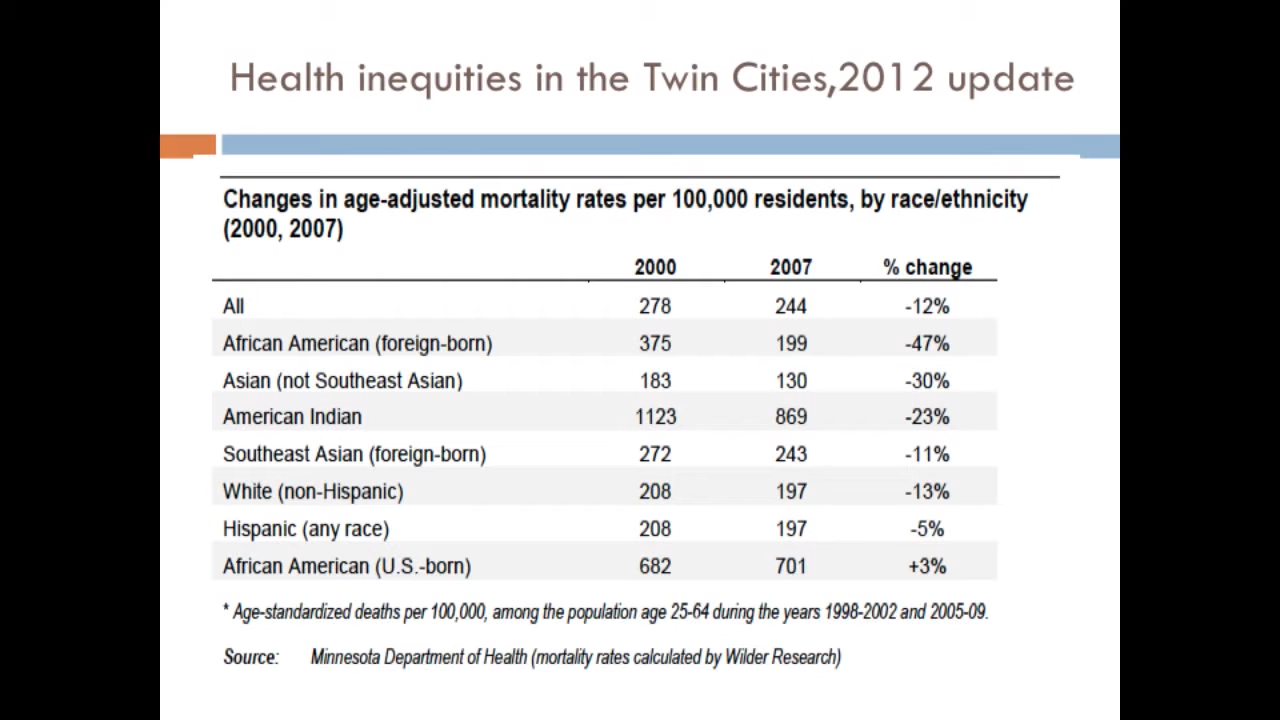 Health inequities in the Twin Cities,2012 update
Changes in age-adjusted mortality rates per 100,000 residents, by race/ethnicity
(2000, 2007)
2000 2007 % change
All 278 244 -12%
African American (foreign-born) 375 199 -47%
Asian (not Southeast Asian) 183 130 -30%
American Indian 1123 869 -23%
Southeast Asian (foreign-born) 272 243 -11%
White (non-Hispanic) 208 197 -13%
Hispanic (any race) 208 197 -5%
African American (U.S.-born) 682 701 +3%
* Age-standardized deaths per 100,000, among the population age 25-64 during the years 1998-2002 and 2005-09.
Source: Minnesota Department of Health (mortality rates calculated by Wilder Research)